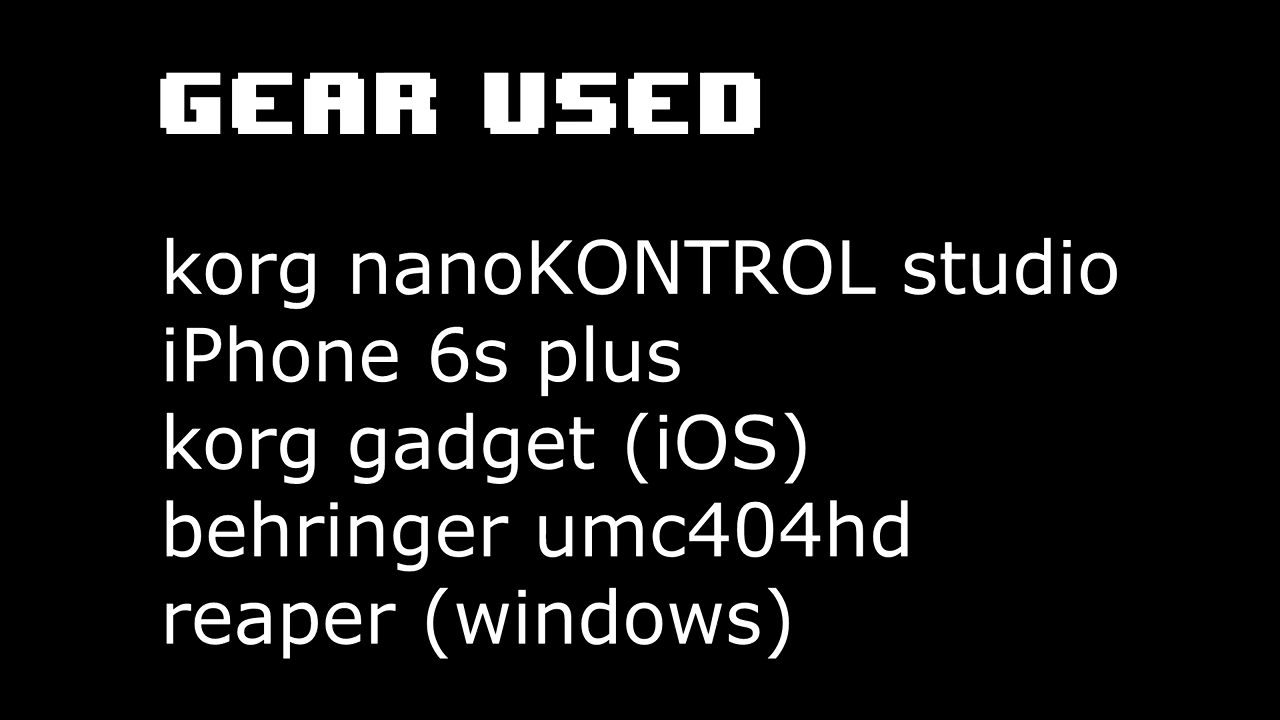 GEAR USED
korg nanoKONTROL studio
iPhone 6s plus
korg gadget (iOS)
behringer umc404hd
reaper (windows)